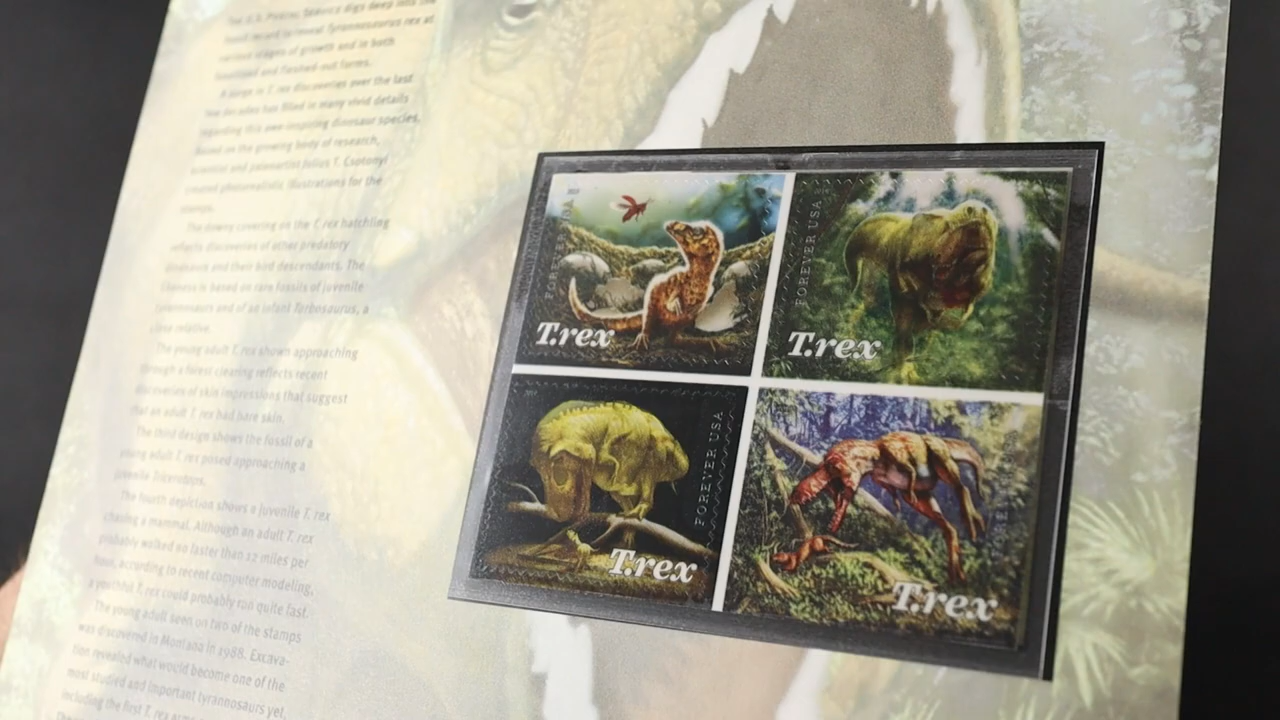 The U.S. Postal Service digs deep into the
fossil record to reveal Tyrannosaurus rex at
various stages of growth and in both
fossilized and fleshed-out forms.
A surge in T. rex discoveries over the last
few decades has filled in many vivid details
regarding this awe-inspiring dinosaur species.
Based on the growing body of research,
scientist and paleoartist Julius T. Csotonyi
created photorealistic illustrations for the
stamps.
The downy covering on the T. rex hatchling
reflects discoveries of other predatory
dinosaurs and their bird descendants. The
likeness is based on rare fossils of juvenile
tyrannosaurs and of an infant Tarbosaurus, a
close relative.
The young adult T. rex shown approaching
through a forest clearing reflects recent
discoveries of skin impressions that suggest
that an adult T. rex had bare skin.
The third design shows the fossil of a
young adult T. rex posed approaching a
juvenile Triceratops.
The fourth depiction shows a juvenile T. rex
chasing a mammal. Although an adult T. rex
probably walked no faster than 12 miles per
hour, according to recent computer modeling,
a youthful T. rex could probably run quite fast.
The young adult seen on two of the stamps
was discovered in Montana in 1988. Excava-
tion revealed what would become one of the
most studied and important tyrannosaurs yet,
including the first T. rex arms
FOREVER USA
T.rex
FOREVER USA
T.rex
FOREVER USA
T.rex
FOREVER USA
T.rex